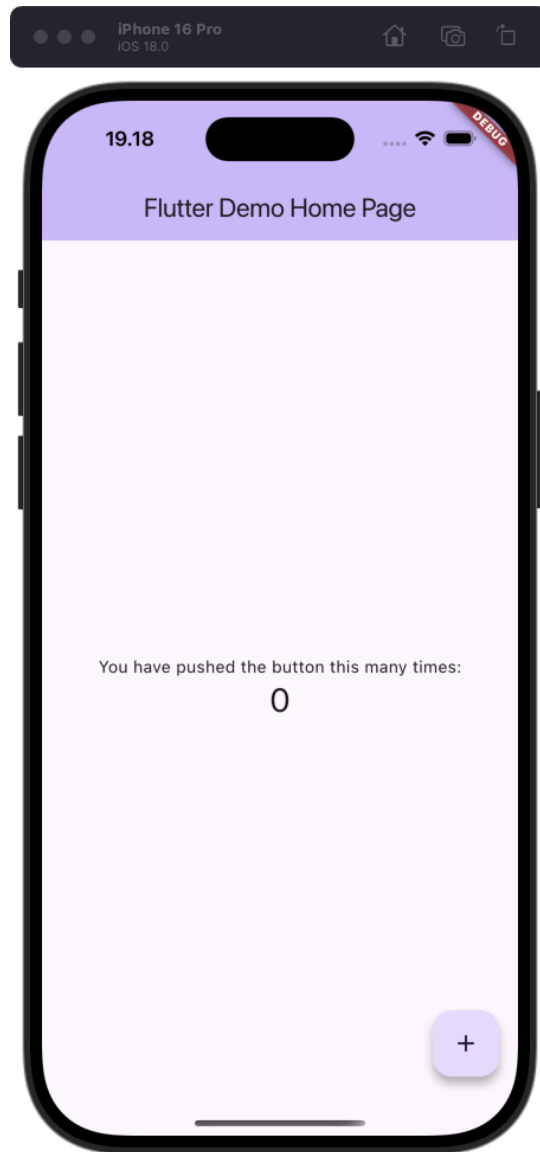 iPhone 16 Pro
iOS 18.0
19.18
DEBUG
Flutter Demo Home Page
You have pushed the button this many times:
0
+